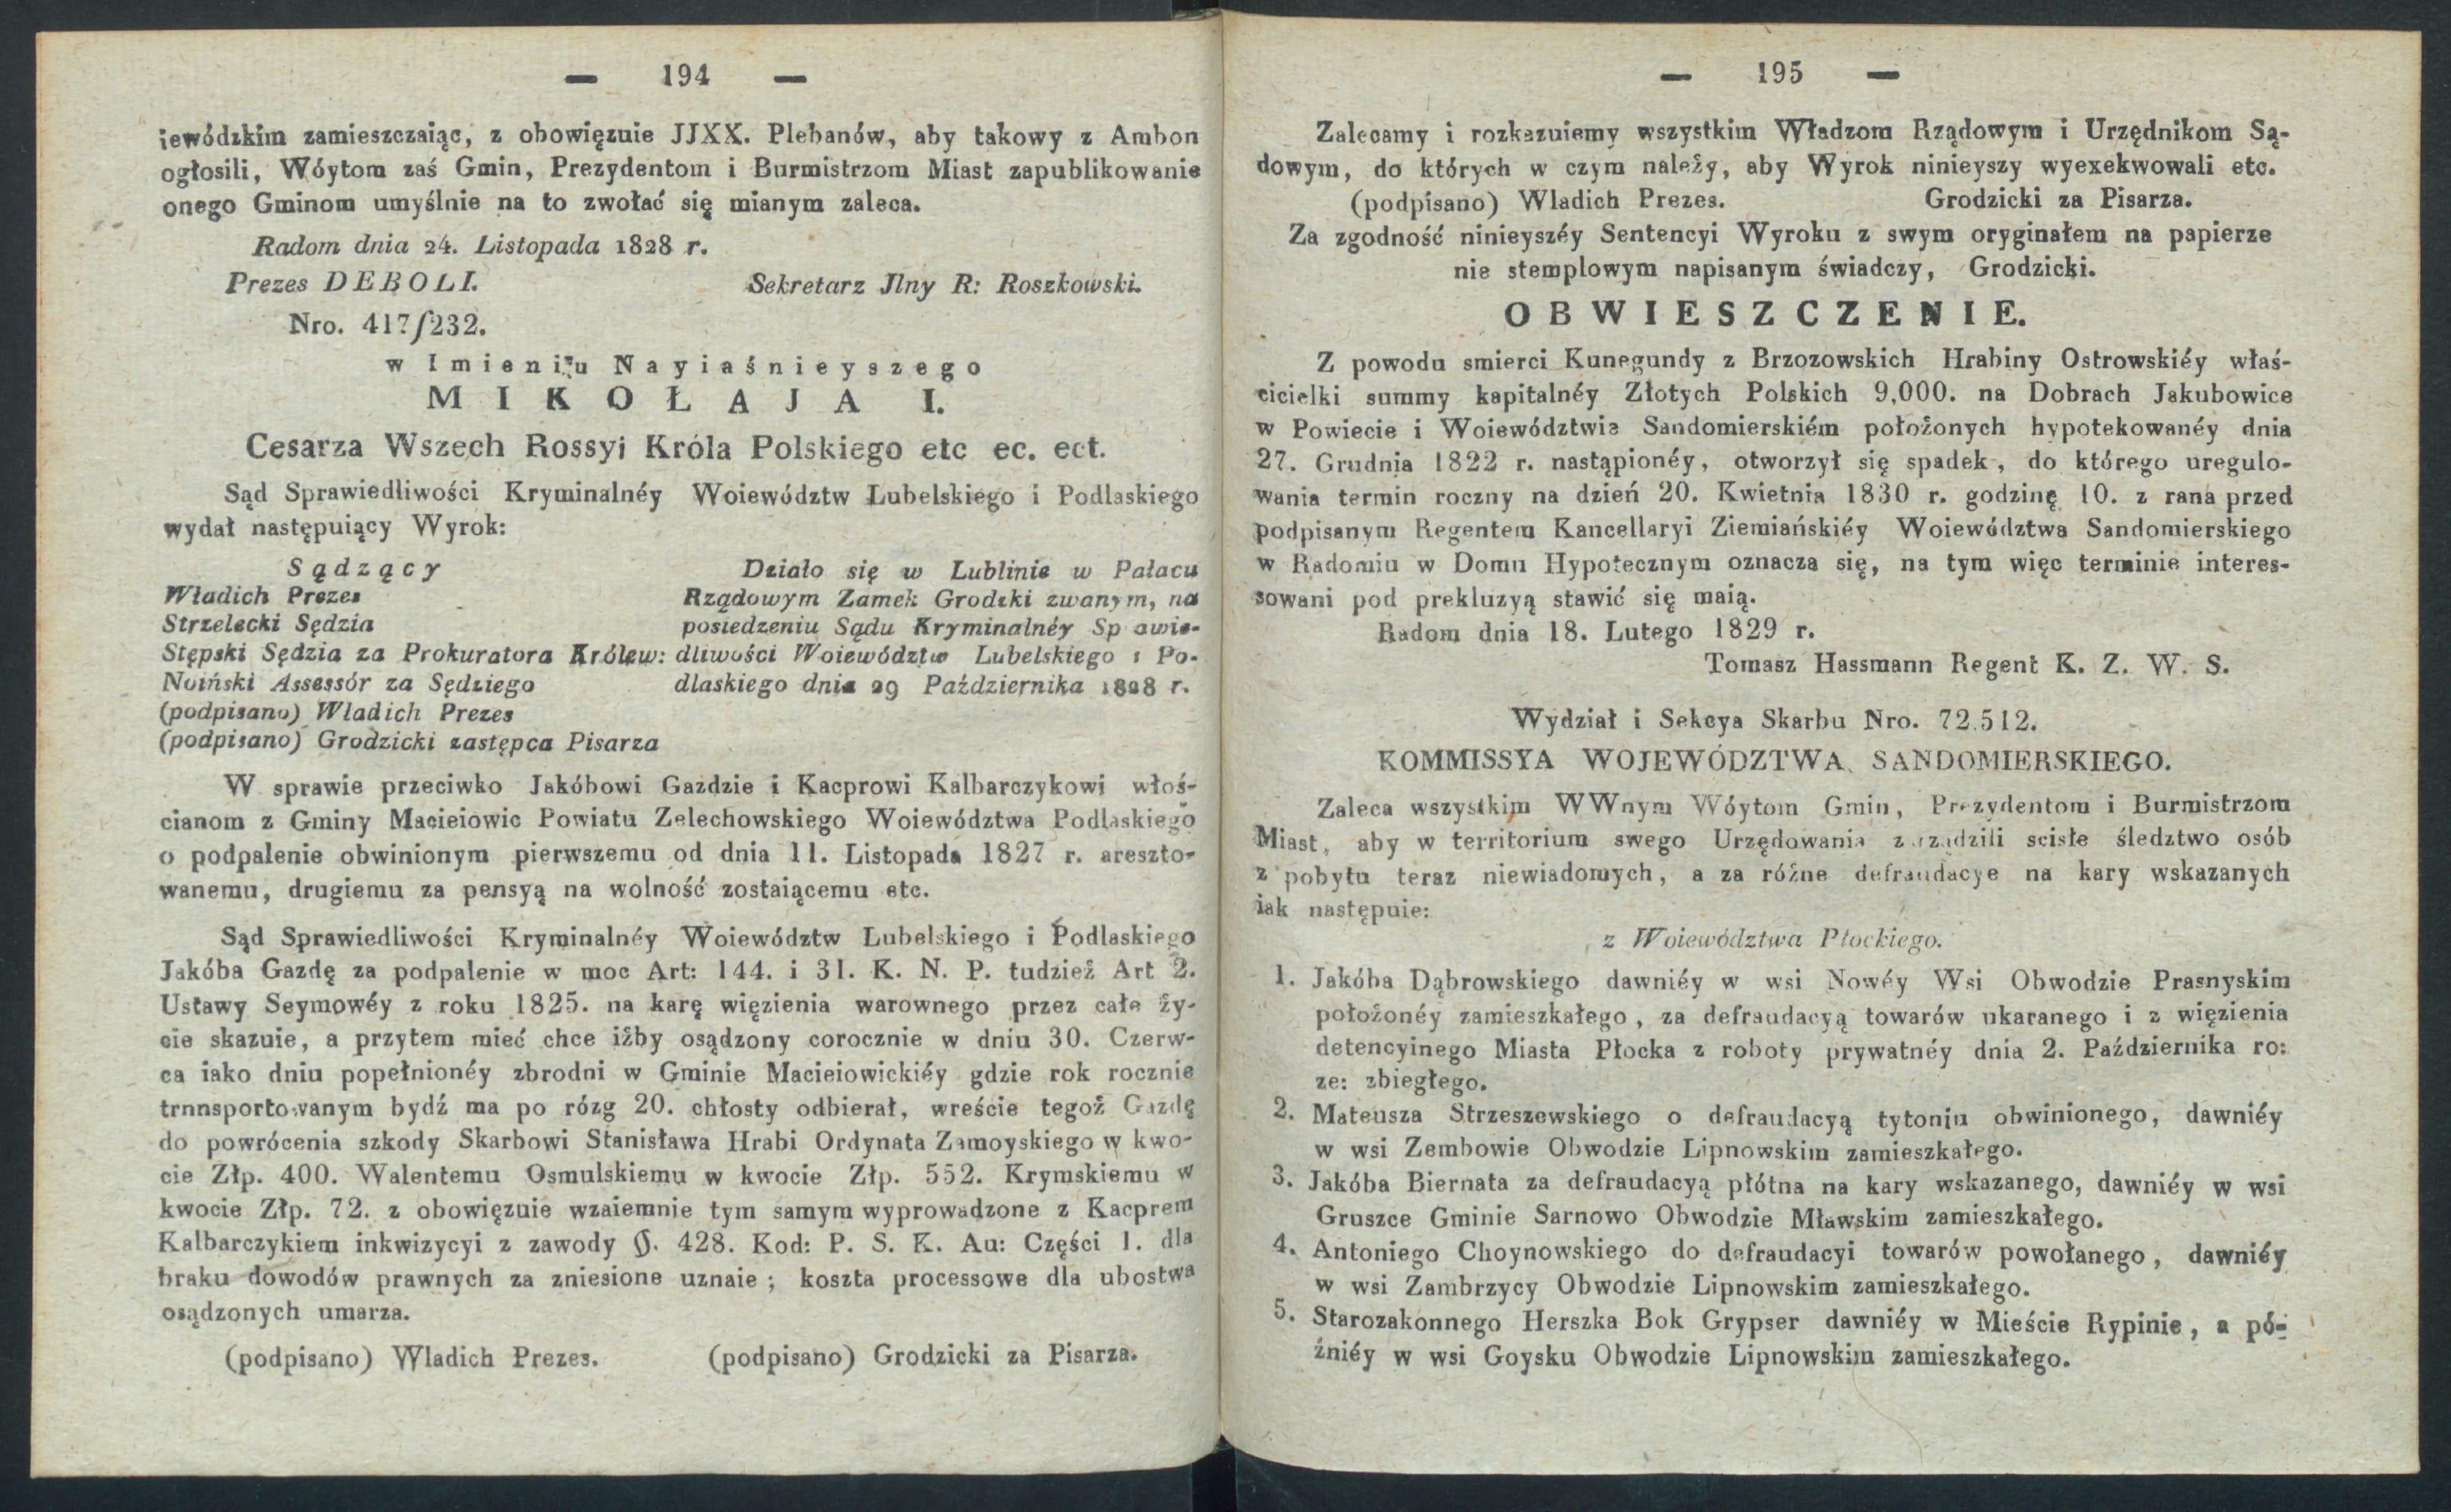 — 194 —
iewódzkim zamieszczaiąc, z obowięzuie JJXX. Plebanów, aby takowy z Ambon
ogłosili, Wóytom zaś Gmin, Prezydentom i Burmistrzom Miast zapublikowanie
onego Gminom umyślnie na to zwołać się mianym zaleca.
Radom dnia 24. Listopada 1828 r.
Prezes DEBOLI. Sekretarz Jlny R: Roszkowski.
Nro. 417/232.
w Imieniu Nayiaśnieyszego
MIKOŁAJA I.
Cesarza Wszech Rossyi Króla Polskiego etc ec. ect.
Sąd Sprawiedliwości Kryminalnéy Woiewództw Lubelskiego i Podlaskiego
wydał następuiący Wyrok:
Sądzący
Władich Prezes
Strzelecki Sędzia
Stępski Sędzia za Prokuratora Królew:
Noiński Assessór za Sędziego
(podpisano) Wladich Prezes
(podpisano) Grodzicki zastępca Pisarza
Działo się w Lublinie w Pałacu
Rządowym Zamek Grodzki zwanym, na
posiedzeniu Sądu Kryminalnéy Sp awie-
dliwości Woiewództw Lubelskiego i Po-
dlaskiego dnia 29 Października 1828 r.
W sprawie przeciwko Jakóbowi Gazdzie i Kacprowi Kalbarczykowi włoś-
cianom z Gminy Macieiowic Powiatu Zelechowskiego Woiewództwa Podlaskiego
o podpalenie obwinionym pierwszemu od dnia 11. Listopada 1827 r. areszto-
wanemu, drugiemu za pensyą na wolność zostaiącemu etc.
Sąd Sprawiedliwości Kryminalnéy Woiewództw Lubelskiego i Podlaskiego
Jakóba Gazdę za podpalenie w moc Art: 144. i 31. K. N. P. tudzież Art 2.
Ustawy Seymowéy z roku 1825. na karę więzienia warownego przez całe ży-
cie skazuie, a przytem mieć chce iżby osądzony corocznie w dniu 30. Czerw-
ca iako dniu popełnionéy zbrodni w Gminie Macieiowickiéy gdzie rok rocznie
trnnsportowanym bydź ma po rózg 20. chłosty odbierał, wreście tegoż Gazdę
do powrócenia szkody Skarbowi Stanisława Hrabi Ordynata Zamoyskiego w kwo-
cie Złp. 400. Walentemu Osmulskiemu w kwocie Złp. 552. Krymskiemu w
kwocie Złp. 72. z obowięzuie wzaiemnie tym samym wyprowadzone z Kacprem
Kalbarczykiem inkwizycyi z zawody §. 428. Kod: P. S. K. Au: Części 1. dla
braku dowodów prawnych za zniesione uznaie ; koszta processowe dla ubostwa
osądzonych umarza.
(podpisano) Wladich Prezes. (podpisano) Grodzicki za Pisarza.
— 195 —
Zalecamy i rozkazuiemy wszystkim Władzom Rządowym i Urzędnikom Są-
dowym, do których w czym należy, aby Wyrok ninieyszy wyexekwowali etc.
(podpisano) Wladich Prezes. Grodzicki za Pisarza.
Za zgodność ninieyszéy Sentencyi Wyroku z swym oryginałem na papierze
nie stemplowym napisanym świadczy, Grodzicki.
OBWIESZCZENIE.
Z powodu smierci Kunegundy z Brzozowskich Hrabiny Ostrowskiéy właś-
cicielki summy kapitalnéy Złotych Polskich 9,000. na Dobrach Jakubowice
w Powiecie i Woiewództwie Sandomierskiém położonych hypotekowanéy dnia
27. Grudnia 1822 r. nastąpionéy, otworzył się spadek, do którego uregulo-
wania termin roczny na dzień 20. Kwietnia 1830 r. godzinę 10. z rana przed
podpisanym Regentem Kancellaryi Ziemiańskiéy Woiewództwa Sandomierskiego
w Radomiu w Domu Hypotecznym oznacza się, na tym więc terminie interes-
sowani pod prekluzyą stawić się maią.
Radom dnia 18. Lutego 1829 r.
Tomasz Hassmann Regent K. Z. W. S.
Wydział i Sekcya Skarbu Nro. 72.512.
KOMMISSYA WOJEWÓDZTWA SANDOMIERSKIEGO.
Zaleca wszystkim WWnym Wóytom Gmin, Prezydentom i Burmistrzom
Miast, aby w territorium swego Urzędowania zarządzili scisłe śledztwo osób
z pobytu teraz niewiadomych, a za różne defraudacye na kary wskazanych
iak następuie:
z Woiewództwa Płockiego.
1. Jakóba Dąbrowskiego dawniéy w wsi Nowéy Wsi Obwodzie Prasnyskim
położonéy zamieszkałego, za defraudacyą towarów ukaranego i z więzienia
detencyinego Miasta Płocka z roboty prywatnéy dnia 2. Października ro:
ze: zbiegłego.
2. Mateusza Strzeszewskiego o defraudacyą tytoniu obwinionego, dawniéy
w wsi Zembowie Obwodzie Lipnowskim zamieszkałego.
3. Jakóba Biernata za defraudacyą płótna na kary wskazanego, dawniéy w wsi
Gruszce Gminie Sarnowo Obwodzie Mławskim zamieszkałego.
4. Antoniego Choynowskiego do defraudacyi towarów powołanego, dawniéy
w wsi Zambrzycy Obwodzie Lipnowskim zamieszkałego.
5. Starozakonnego Herszka Bok Grypser dawniéy w Mieście Rypinie, a pó-
źniéy w wsi Goysku Obwodzie Lipnowskim zamieszkałego.